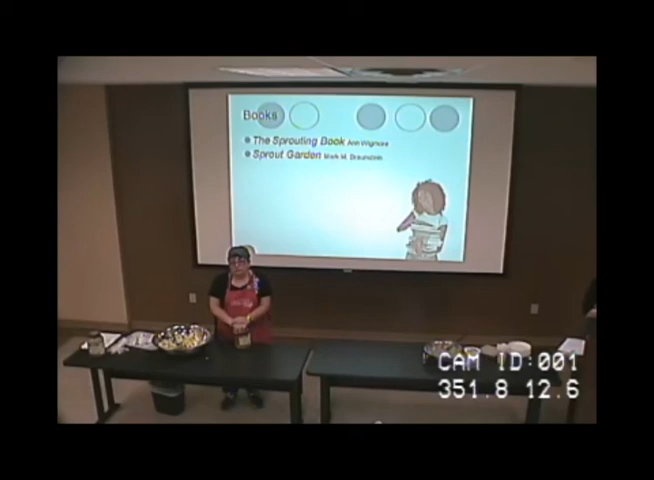 Books
The Sprouting Book Ann Wigmore
Sprout Garden Mark M. Braunstein
CAM ID:001
351.8 12.6